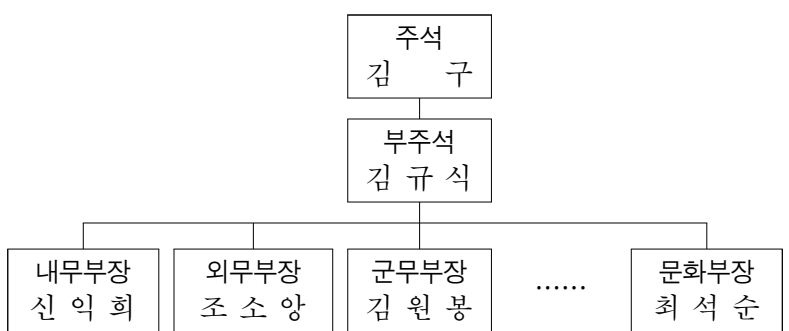 주석
김 구
부주석
김 규 식
내무부장
신 익 희
외무부장
조 소 앙
군무부장
김 원 봉
……
문화부장
최 석 순